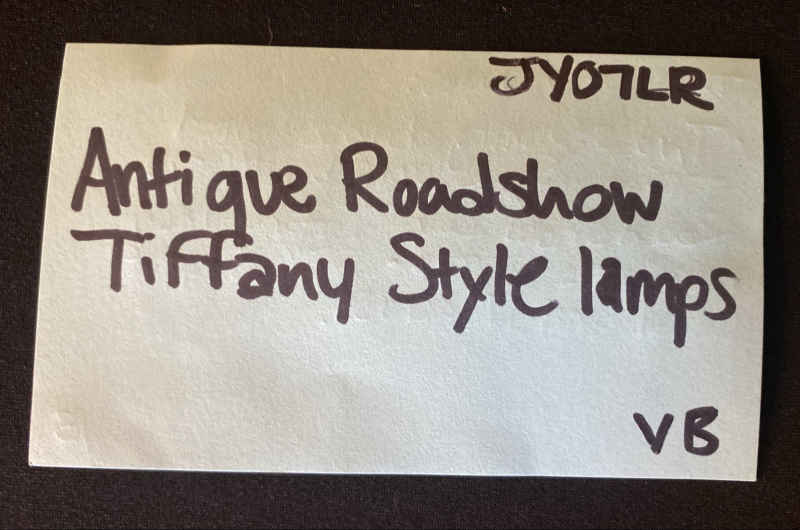 JY07LR
Antique Roadshow
Tiffany Style lamps
VB